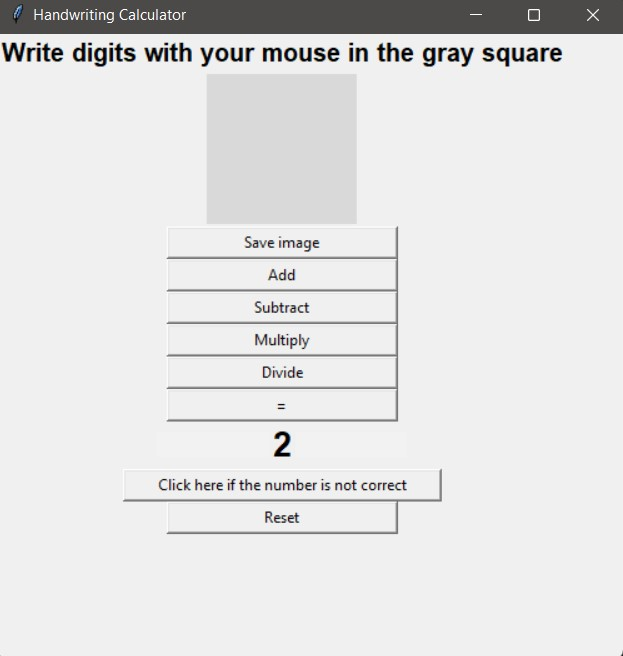 Handwriting Calculator
Write digits with your mouse in the gray square
Save image
Add
Subtract
Multiply
Divide
=
2
Click here if the number is not correct
Reset